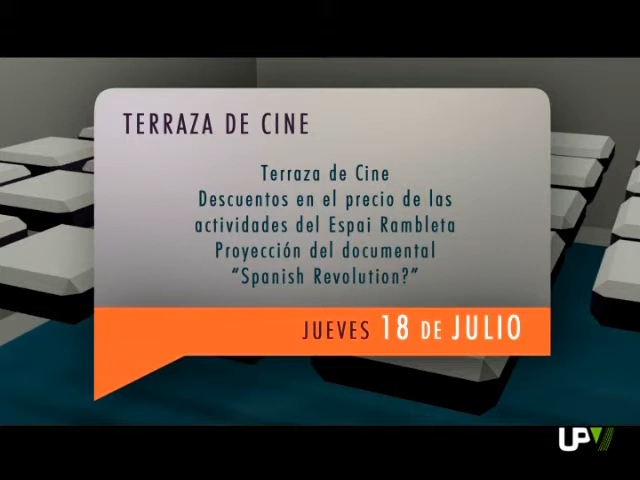 TERRAZA DE CINE
Terraza de Cine
Descuentos en el precio de las
actividades del Espai Rambleta
Proyección del documental
“Spanish Revolution?”
JUEVES 18 DE JULIO
UPV